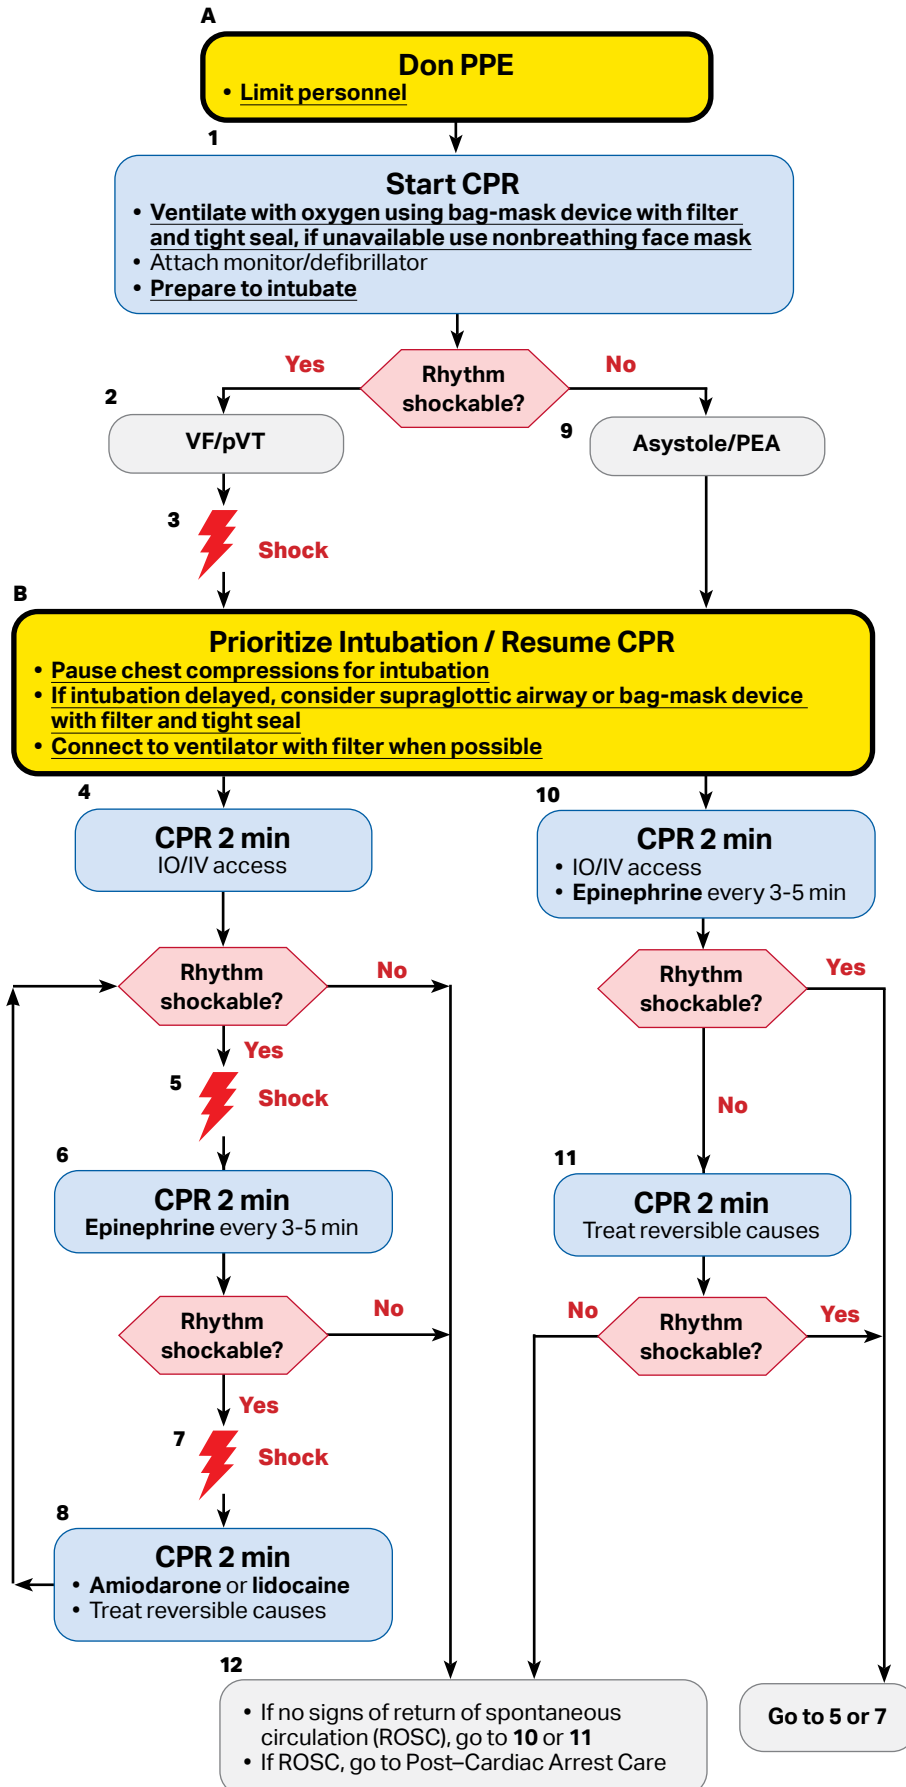 A
Don PPE
• Limit personnel
1
Start CPR
• Ventilate with oxygen using bag-mask device with filter
and tight seal, if unavailable use nonbreathing face mask
• Attach monitor/defibrillator
• Prepare to intubate
Rhythm
shockable?
Yes
No
2
VF/pVT
9
Asystole/PEA
3
Shock
B
Prioritize Intubation / Resume CPR
• Pause chest compressions for intubation
• If intubation delayed, consider supraglottic airway or bag-mask device
with filter and tight seal
• Connect to ventilator with filter when possible
4
CPR 2 min
IO/IV access
10
CPR 2 min
• IO/IV access
• Epinephrine every 3-5 min
Rhythm
shockable?
No
Yes
Rhythm
shockable?
Yes
No
5
Shock
6
CPR 2 min
Epinephrine every 3-5 min
11
CPR 2 min
Treat reversible causes
Rhythm
shockable?
No
Yes
Rhythm
shockable?
No
Yes
7
Shock
8
CPR 2 min
• Amiodarone or lidocaine
• Treat reversible causes
12
• If no signs of return of spontaneous
circulation (ROSC), go to 10 or 11
• If ROSC, go to Post–Cardiac Arrest Care
Go to 5 or 7